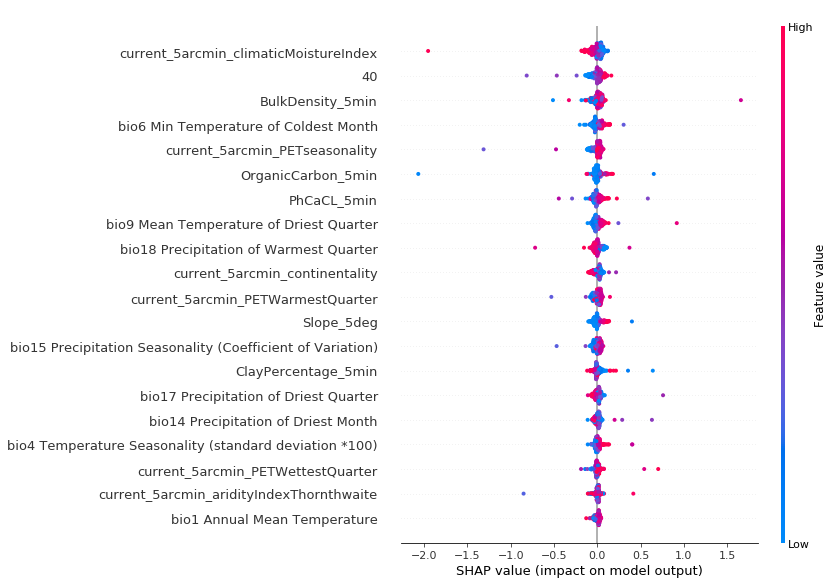 High
current_5arcmin_climaticMoistureIndex
40
BulkDensity_5min
bio6 Min Temperature of Coldest Month
current_5arcmin_PETseasonality
OrganicCarbon_5min
PhCaCL_5min
bio9 Mean Temperature of Driest Quarter
bio18 Precipitation of Warmest Quarter
current_5arcmin_continentality
current_5arcmin_PETWarmestQuarter
Slope_5deg
bio15 Precipitation Seasonality (Coefficient of Variation)
ClayPercentage_5min
bio17 Precipitation of Driest Quarter
bio14 Precipitation of Driest Month
bio4 Temperature Seasonality (standard deviation *100)
current_5arcmin_PETWettestQuarter
current_5arcmin_aridityIndexThornthwaite
bio1 Annual Mean Temperature
Feature value
Low
−2.0 −1.5 −1.0 −0.5 0.0 0.5 1.0 1.5
SHAP value (impact on model output)